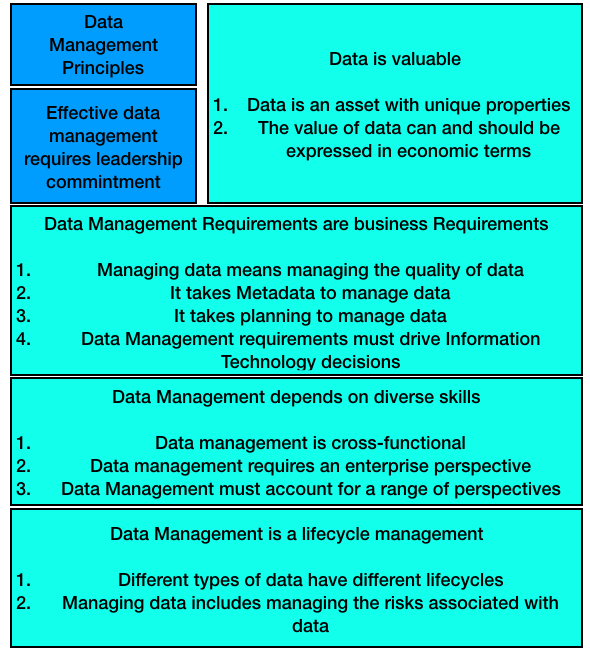 Data
Management
Principles
Effective data
management
requires leadership
commintment
Data is valuable
1. Data is an asset with unique properties
2. The value of data can and should be
expressed in economic terms
Data Management Requirements are business Requirements
1. Managing data means managing the quality of data
2. It takes Metadata to manage data
3. It takes planning to manage data
4. Data Management requirements must drive Information
Technology decisions
Data Management depends on diverse skills
1. Data management is cross-functional
2. Data management requires an enterprise perspective
3. Data Management must account for a range of perspectives
Data Management is a lifecycle management
1. Different types of data have different lifecycles
2. Managing data includes managing the risks associated with
data